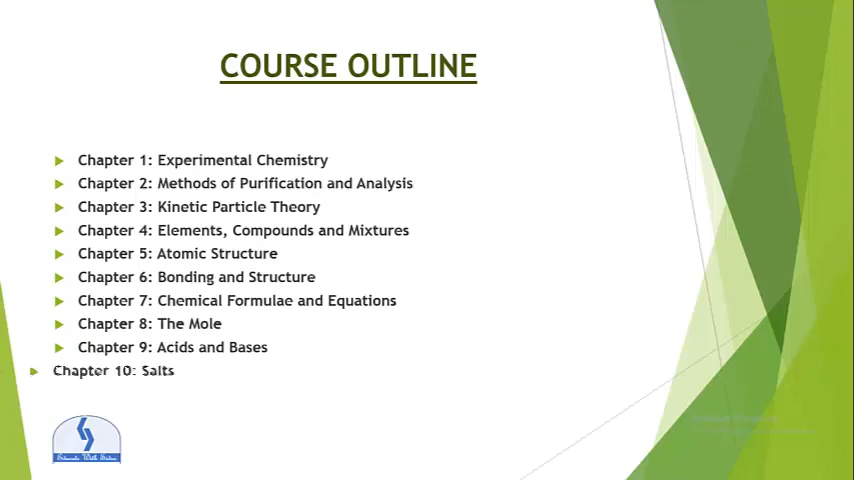 COURSE OUTLINE
Chapter 1: Experimental Chemistry
Chapter 2: Methods of Purification and Analysis
Chapter 3: Kinetic Particle Theory
Chapter 4: Elements, Compounds and Mixtures
Chapter 5: Atomic Structure
Chapter 6: Bonding and Structure
Chapter 7: Chemical Formulae and Equations
Chapter 8: The Mole
Chapter 9: Acids and Bases
Chapter 10: Salts